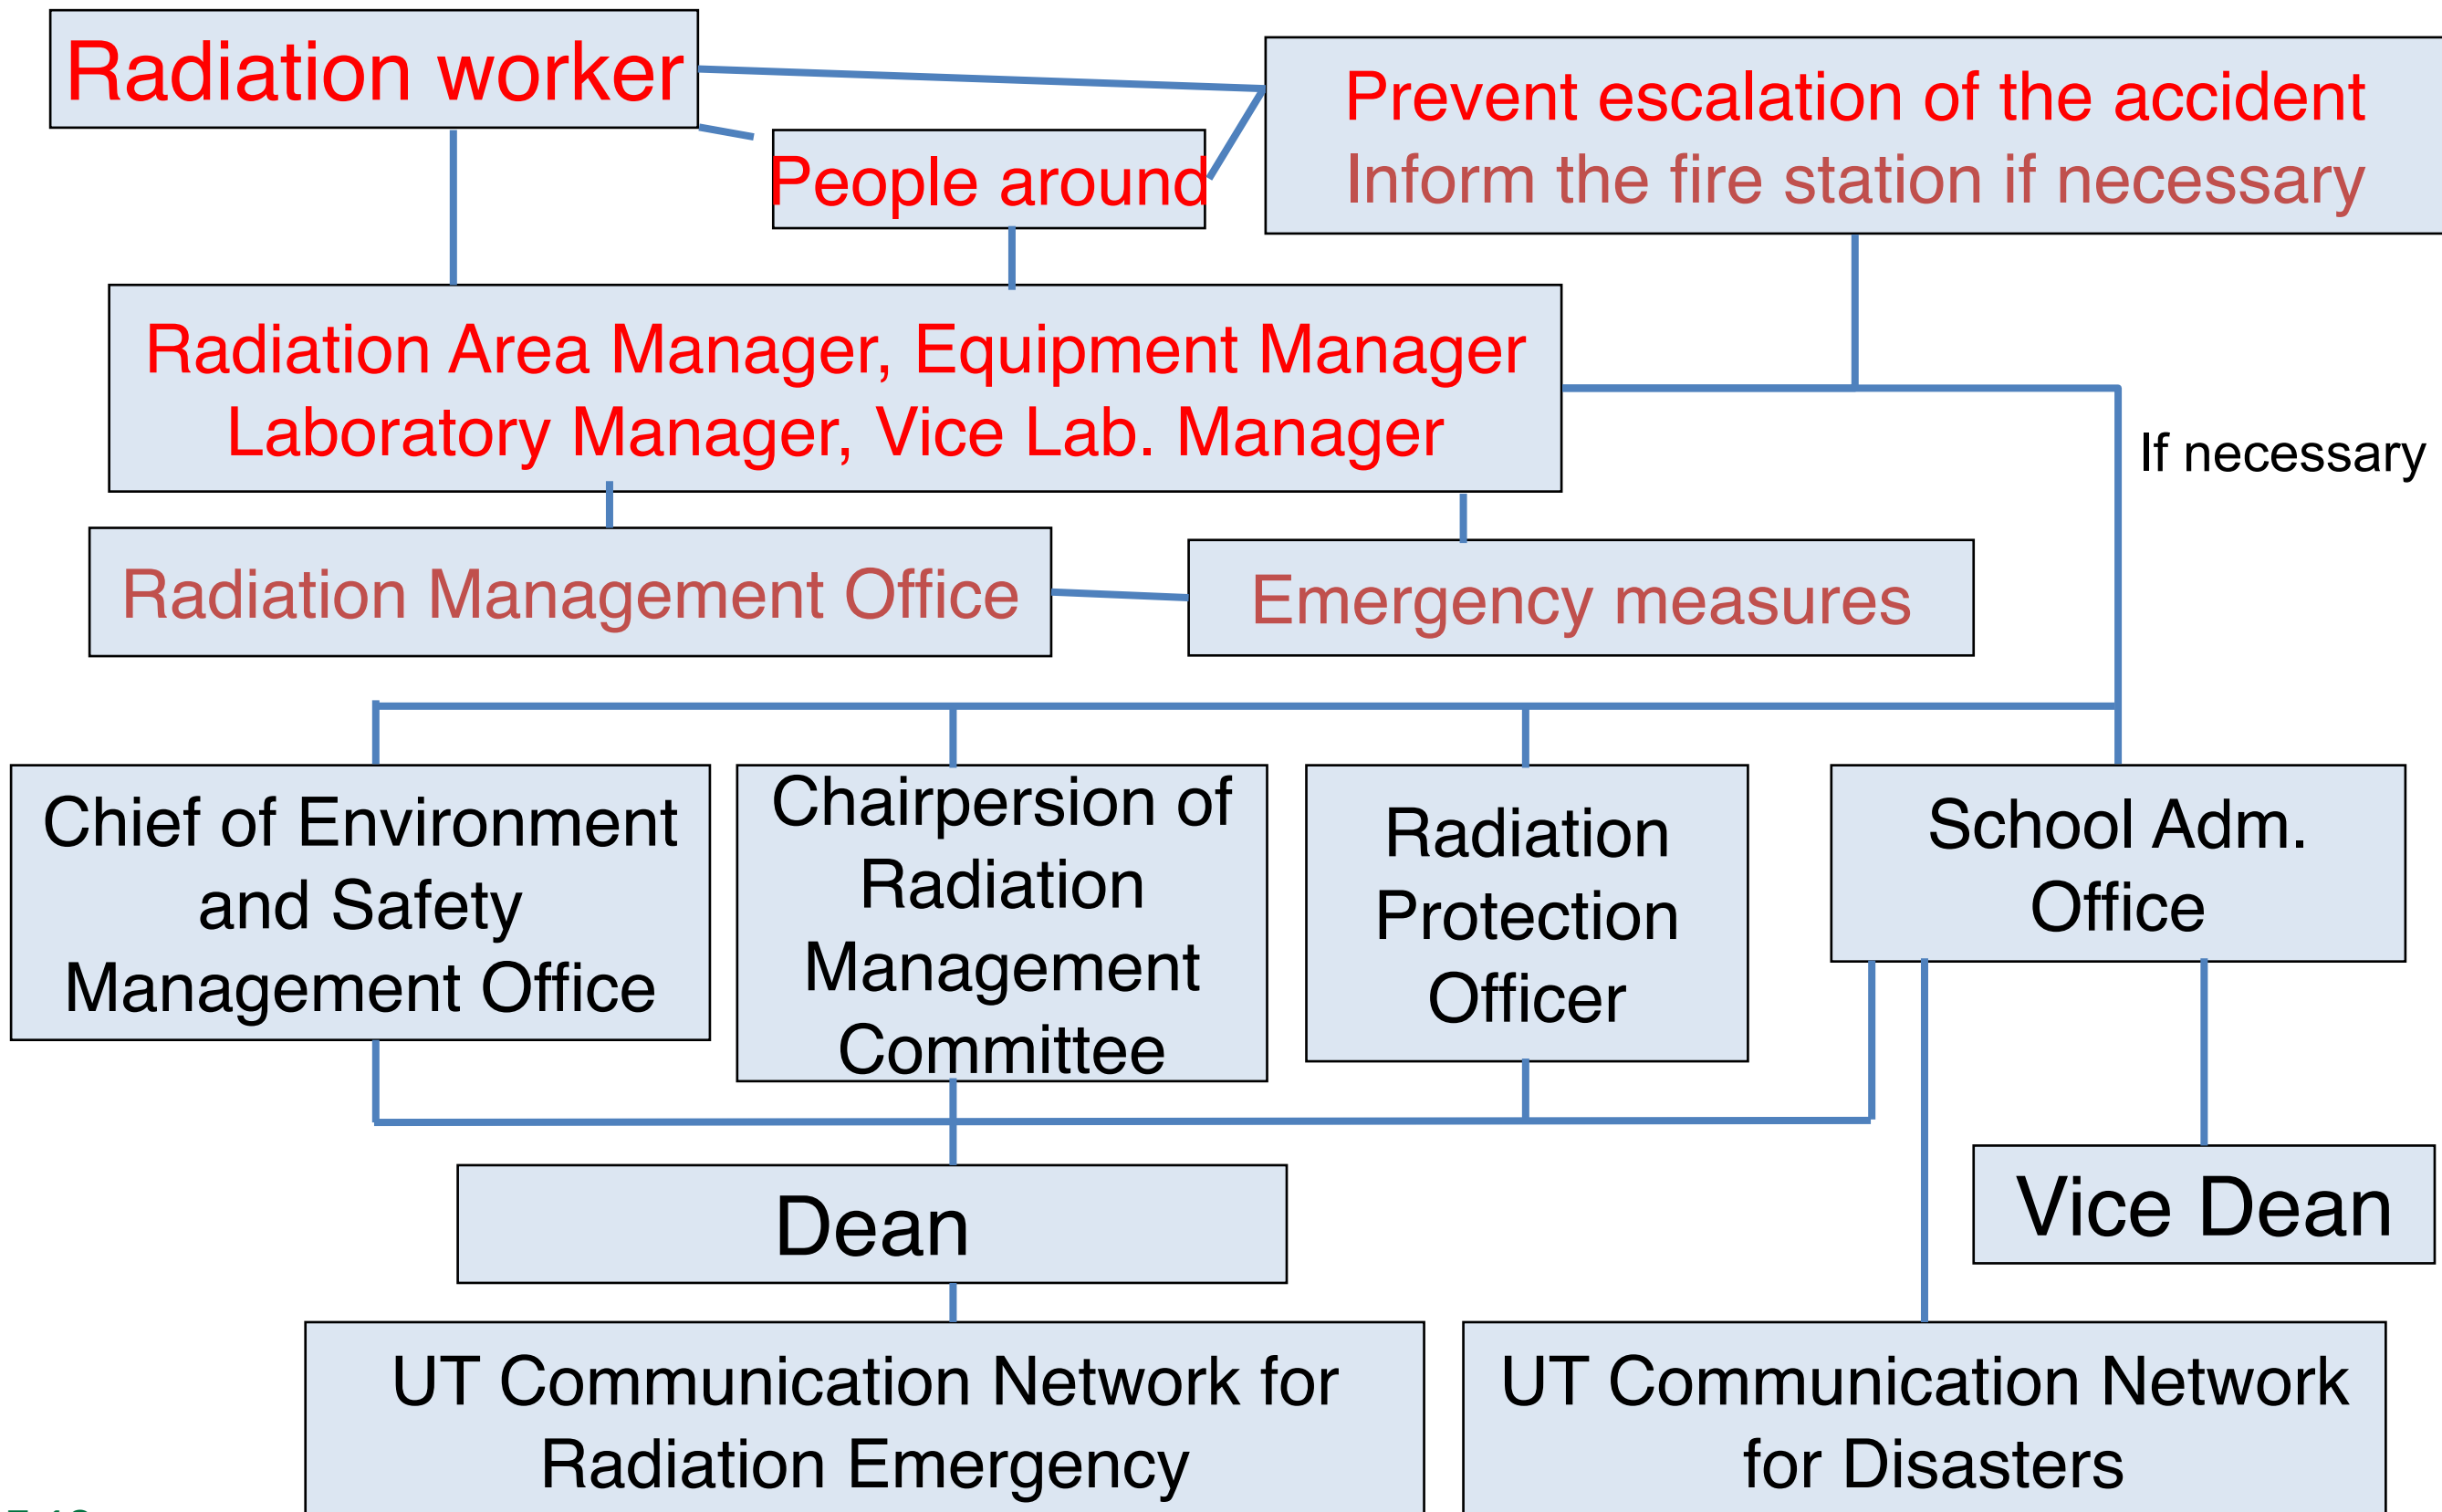 Radiation worker
Prevent escalation of the accident
Inform the fire station if necessary
People around
Radiation Area Manager, Equipment Manager
Laboratory Manager, Vice Lab. Manager
If necessary
Radiation Management Office
Emergency measures
Chief of Environment
and Safety
Management Office
Chairpersion of
Radiation
Management
Committee
Radiation
Protection
Officer
School Adm.
Office
Dean
Vice Dean
UT Communication Network for
Radiation Emergency
UT Communication Network
for Disasters